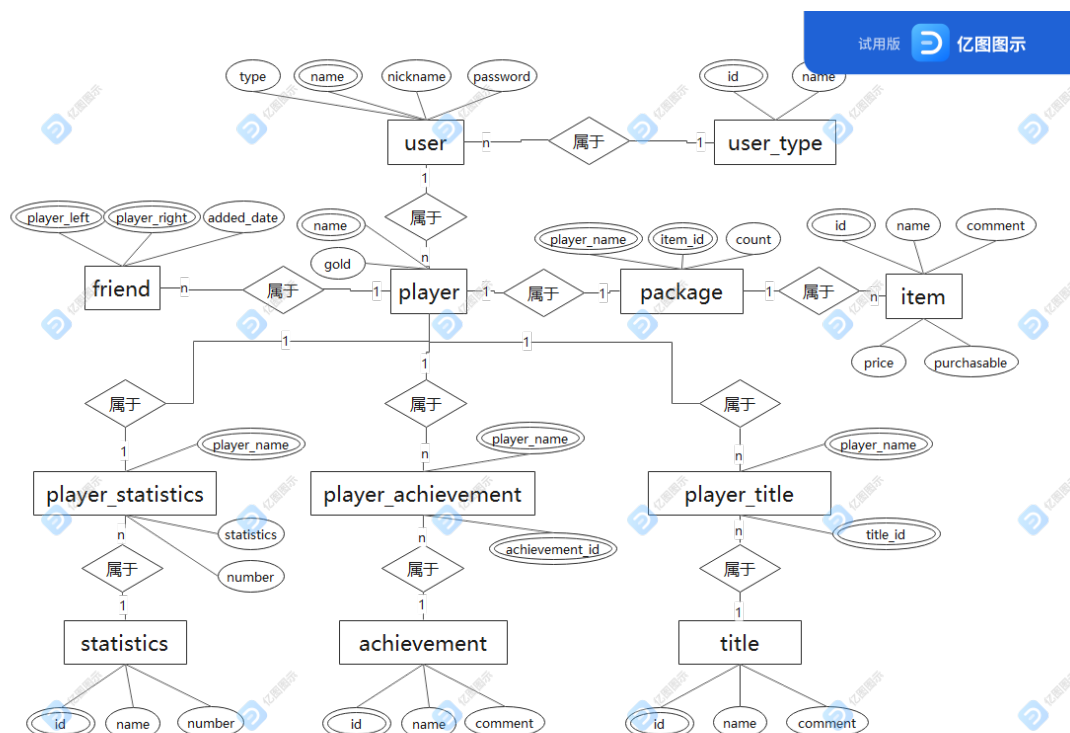 试用版 亿图图示
type name nickname password id name
user n 属于 1 user_type
1
属于
n
player_left player_right added_date name gold player_name item_id count id name comment
friend n 属于 1 player 1 属于 1 package 1 属于 n item
price purchasable
1 1 1
属于 属于 属于
1 n n
player_name player_name player_name
player_statistics player_achievement player_title
statistics achievement_id title_id
number
n n n
属于 属于 属于
1 1 1
statistics achievement title
id name number id name comment id name comment
亿图图示